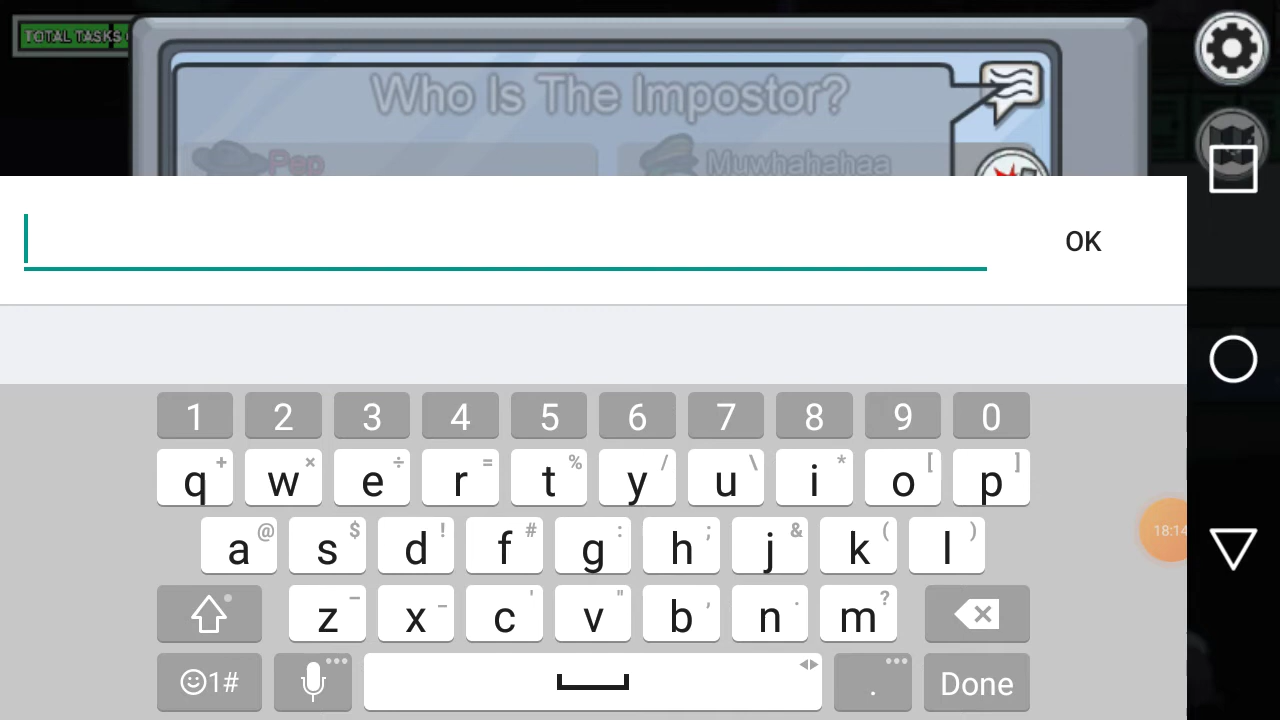 TOTAL TASKS
Who Is The Impostor?
Pep
Muwhahahaa
OK
1 2 3 4 5 6 7 8 9 0
q + w × e ÷ r = t % y / u \ i * o [ p ]
a @ s $ d ! f # g : h ; j & k ( l )
z – x - c ' v " b , n . m ?
1#
. Done
18:14